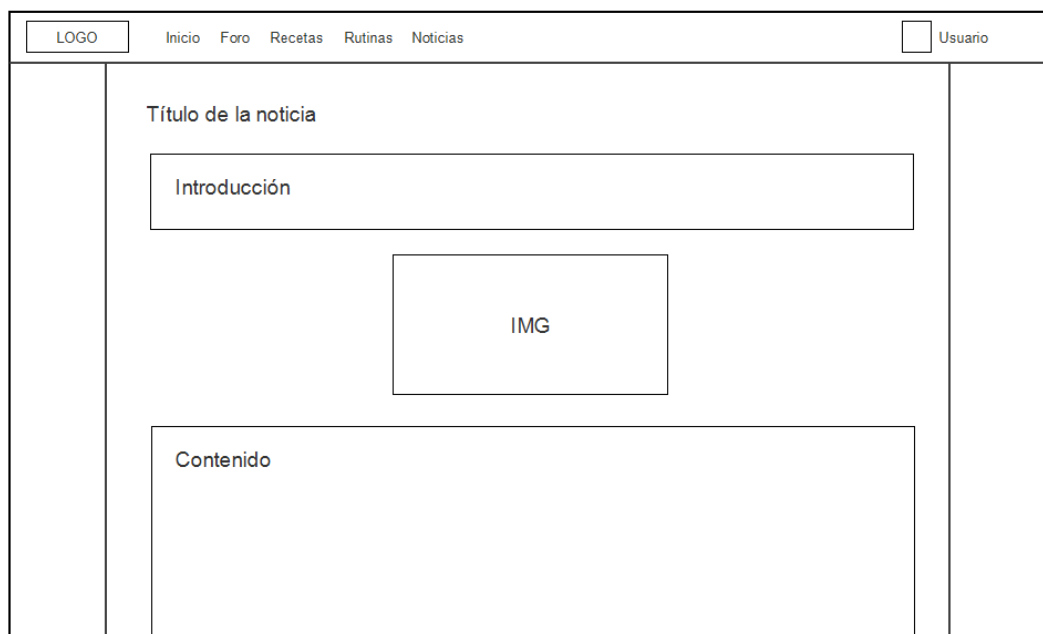 LOGO Inicio Foro Recetas Rutinas Noticias Usuario
Título de la noticia
Introducción
IMG
Contenido